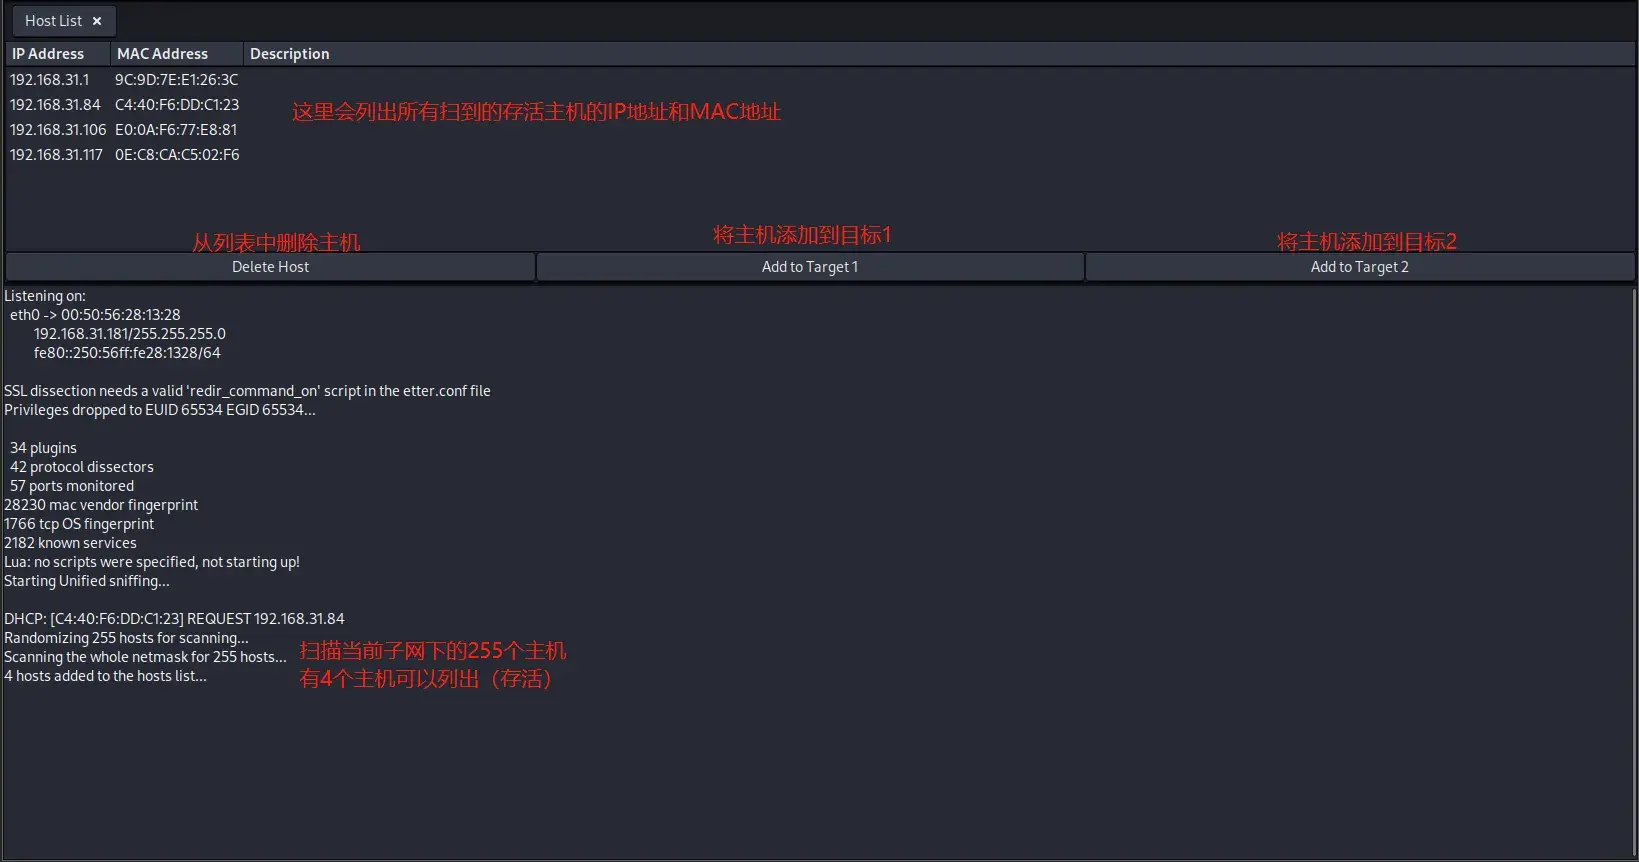 Host List ×
IP Address MAC Address Description
192.168.31.1 9C:9D:7E:E1:26:3C
192.168.31.84 C4:40:F6:DD:C1:23
这里会列出所有扫到的存活主机的IP地址和MAC地址
192.168.31.106 E0:0A:F6:77:E8:81
192.168.31.117 0E:C8:CA:C5:02:F6
从列表中删除主机
将主机添加到目标1
将主机添加到目标2
Delete Host
Add to Target 1
Add to Target 2
Listening on:
eth0 -> 00:50:56:28:13:28
192.168.31.181/255.255.255.0
fe80::250:56ff:fe28:1328/64
SSL dissection needs a valid 'redir_command_on' script in the etter.conf file
Privileges dropped to EUID 65534 EGID 65534...
34 plugins
42 protocol dissectors
57 ports monitored
28230 mac vendor fingerprint
1766 tcp OS fingerprint
2182 known services
Lua: no scripts were specified, not starting up!
Starting Unified sniffing...
DHCP: [C4:40:F6:DD:C1:23] REQUEST 192.168.31.84
Randomizing 255 hosts for scanning...
Scanning the whole netmask for 255 hosts...
扫描当前子网下的255个主机
4 hosts added to the hosts list...
有4个主机可以列出（存活）